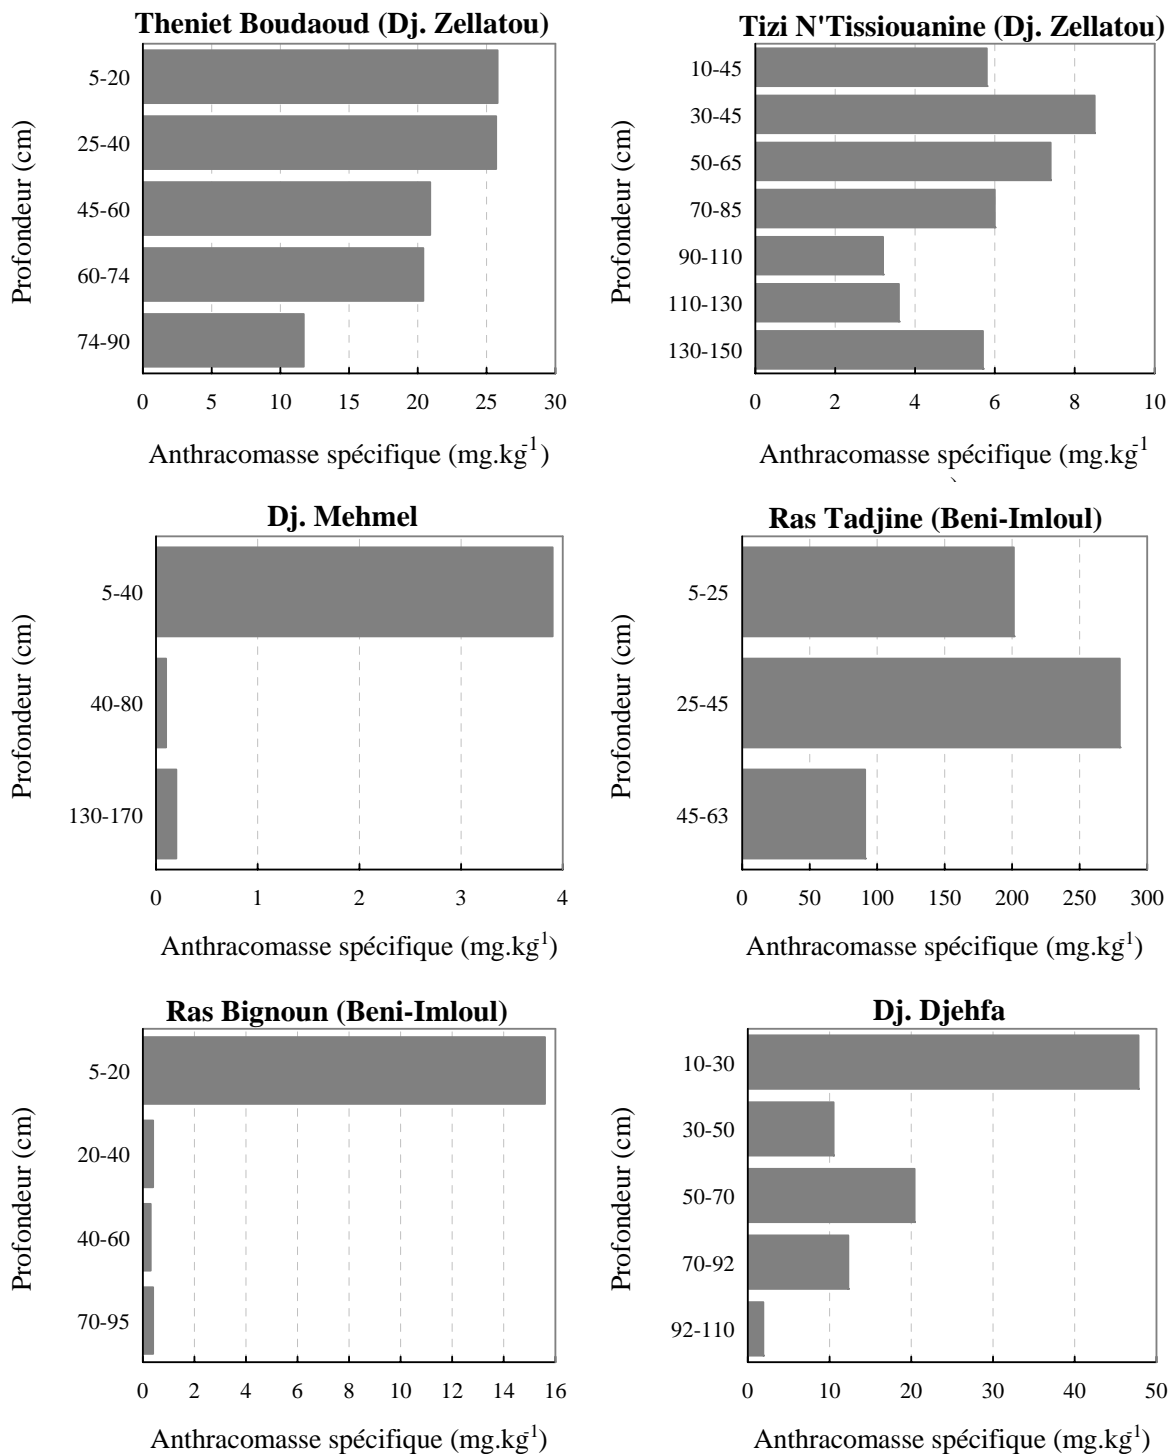 Theniet Boudaoud (Dj. Zellatou)
Profondeur (cm)
5-20
25-40
45-60
60-74
74-90
0 5 10 15 20 25 30
Anthracomasse spécifique (mg.kg-1)
Tizi N'Tissiouanine (Dj. Zellatou)
Profondeur (cm)
10-45
30-45
50-65
70-85
90-110
110-130
130-150
0 2 4 6 8 10
Anthracomasse spécifique (mg.kg-1
)
Dj. Mehmel
Profondeur (cm)
5-40
40-80
130-170
0 1 2 3 4
Anthracomasse spécifique (mg.kg-1)
Ras Tadjine (Beni-Imloul)
Profondeur (cm)
5-25
25-45
45-63
0 50 100 150 200 250 300
Anthracomasse spécifique (mg.kg-1)
Ras Bignoun (Beni-Imloul)
Profondeur (cm)
5-20
20-40
40-60
70-95
0 2 4 6 8 10 12 14 16
Anthracomasse spécifique (mg.kg-1)
Dj. Djehfa
Profondeur (cm)
10-30
30-50
50-70
70-92
92-110
0 10 20 30 40 50
Anthracomasse spécifique (mg.kg-1)